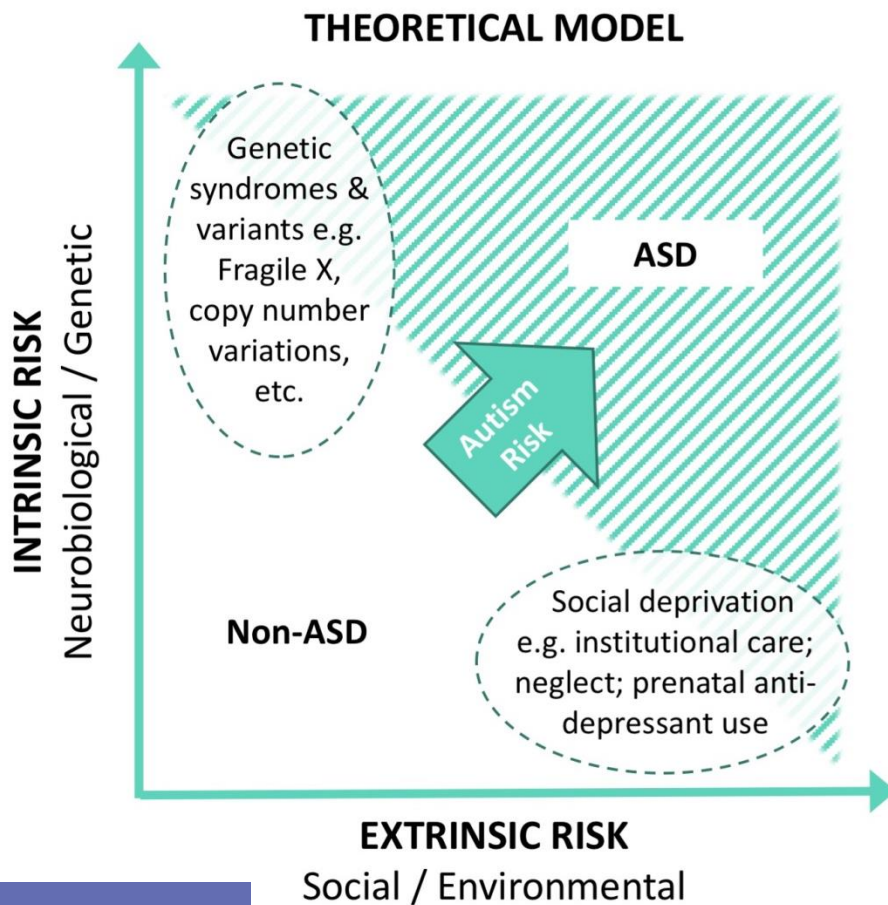 THEORETICAL MODEL
INTRINSIC RISK
Neurobiological / Genetic
Genetic
syndromes &
variants e.g.
Fragile X,
copy number
variations,
etc.
ASD
Autism
Risk
Non-ASD
Social deprivation
e.g. institutional care;
neglect; prenatal anti-
depressant use
EXTRINSIC RISK
Social / Environmental